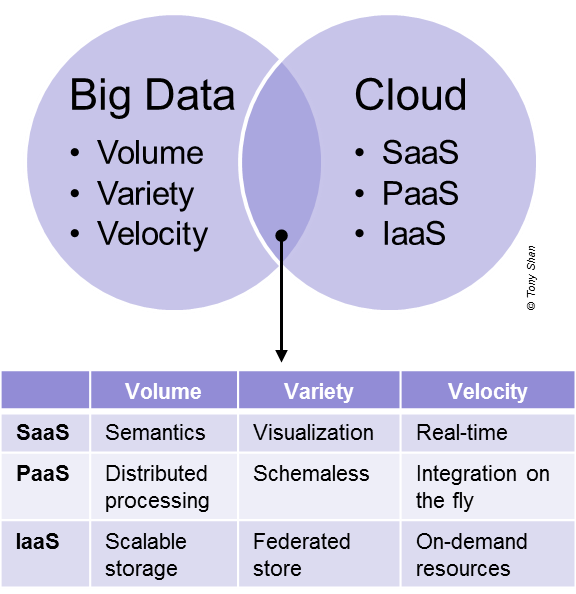 Big Data
• Volume
• Variety
• Velocity
Cloud
• SaaS
• PaaS
• IaaS
© Tony Shan
Volume Variety Velocity
SaaS Semantics Visualization Real-time
PaaS Distributed processing Schemaless Integration on the fly
IaaS Scalable storage Federated store On-demand resources